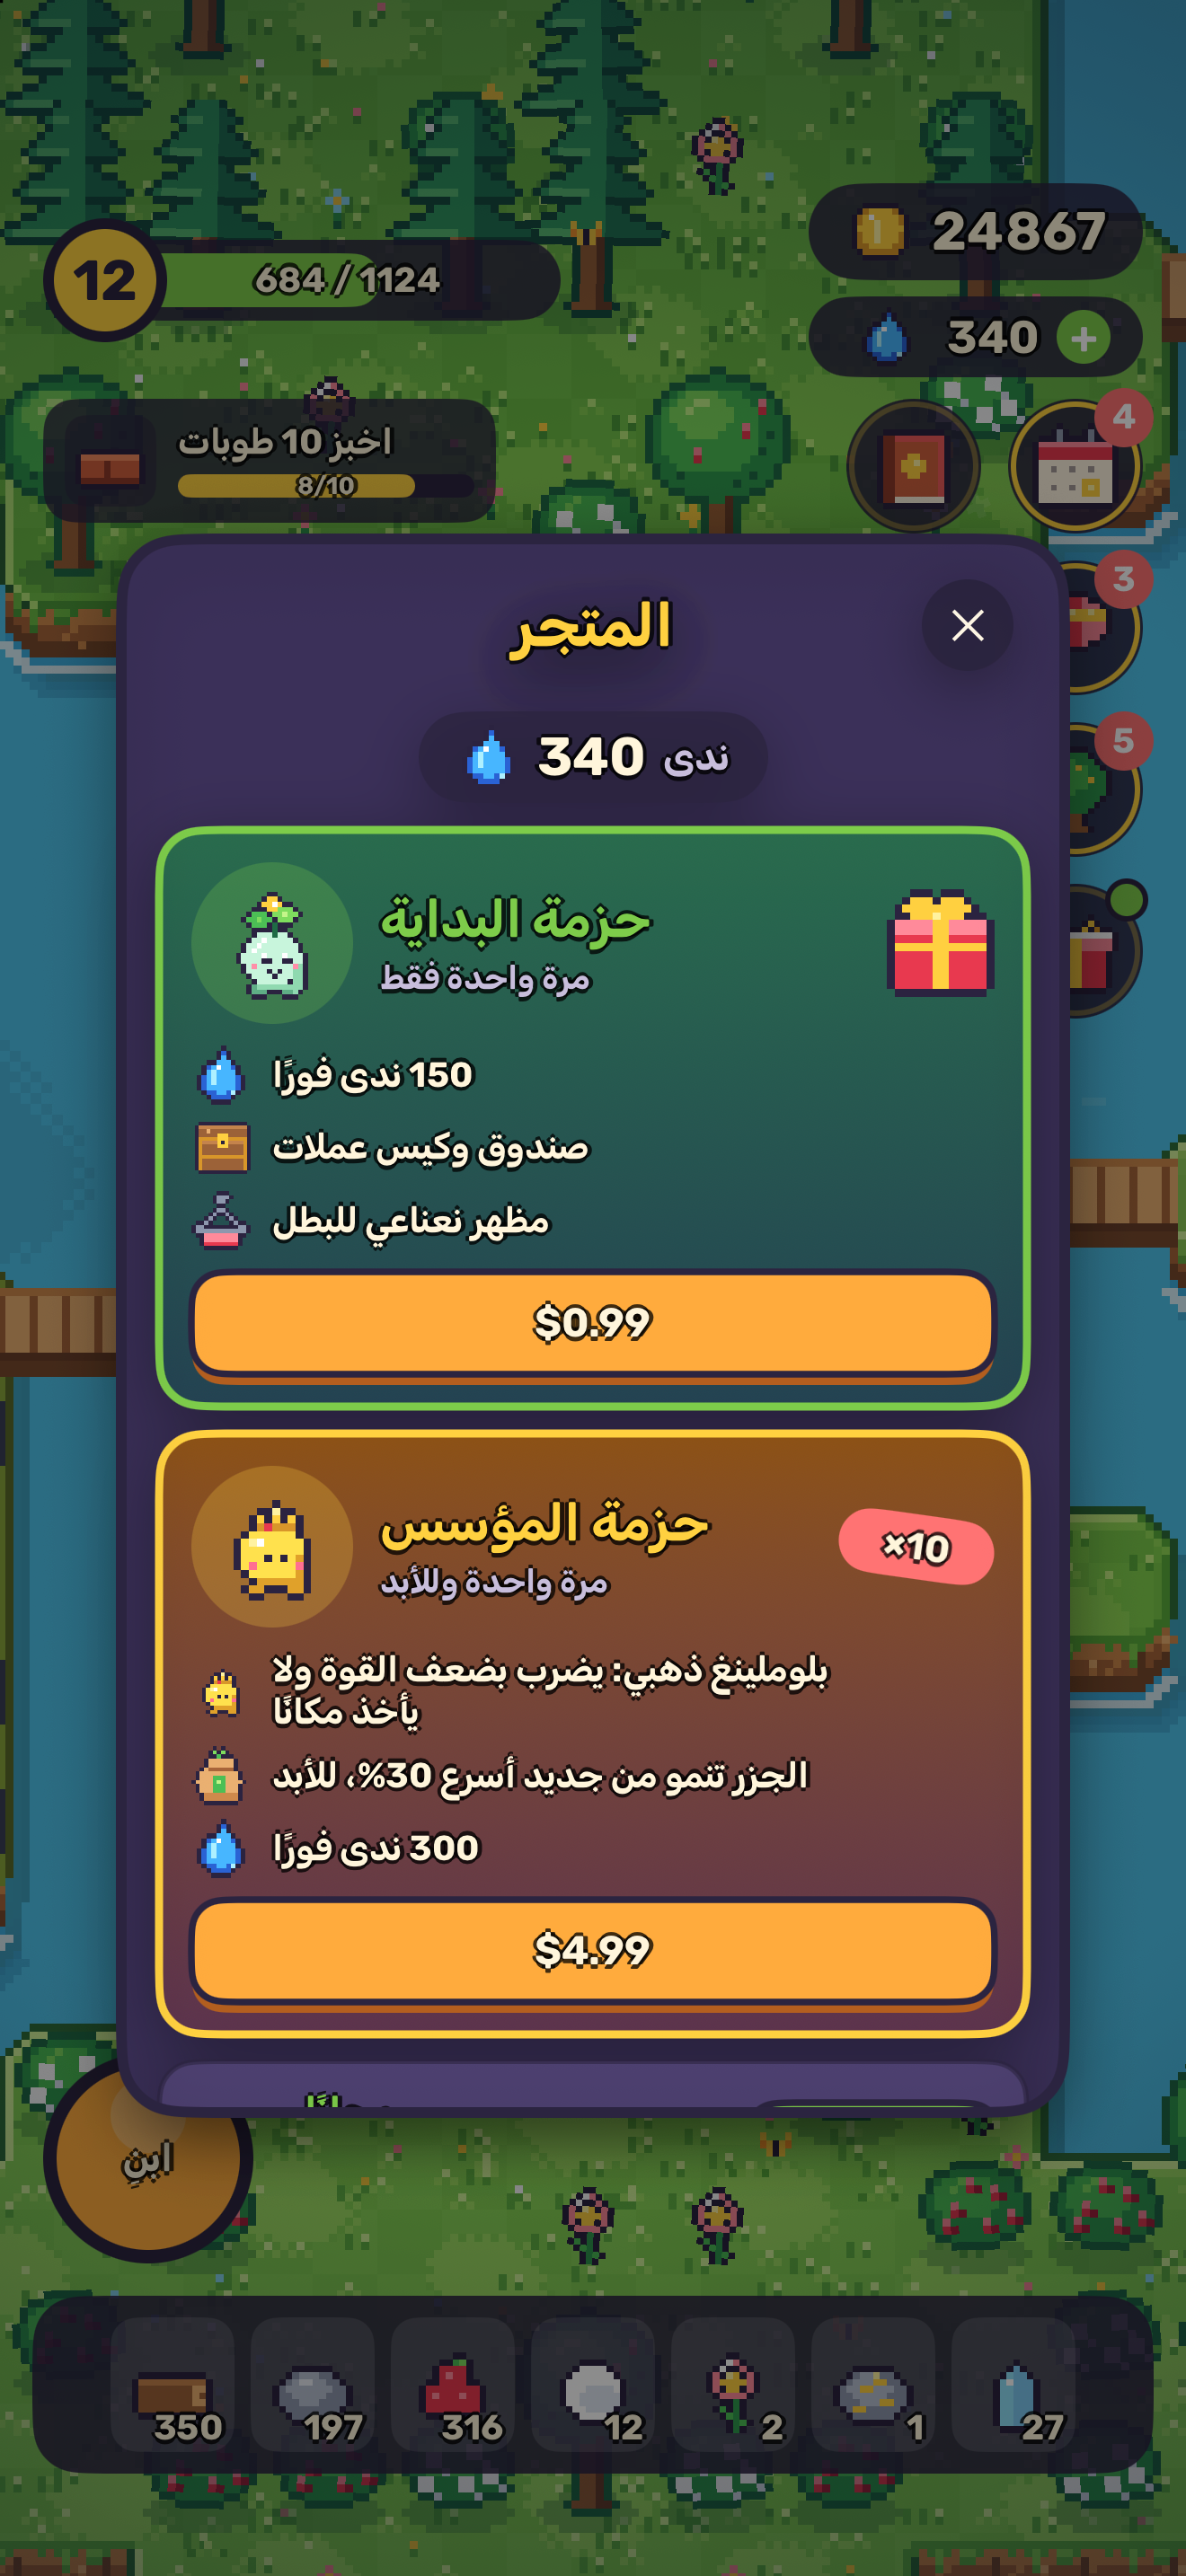 24867
12
684 / 1124
340 +
اخبز 10 طوبات
8/10
4
3
5
المتجر
340 ندى
حزمة البداية
مرة واحدة فقط
150 ندى فورًا
صندوق وكيس عملات
مظهر نعناعي للبطل
$0.99
حزمة المؤسس
مرة واحدة وللأبد
×10
بلوملينغ ذهبي: يضرب بضعف القوة ولا
يأخذ مكانًا
الجزر تنمو من جديد أسرع 30%، للأبد
300 ندى فورًا
$4.99
ابنِ
350
197
316
12
2
1
27